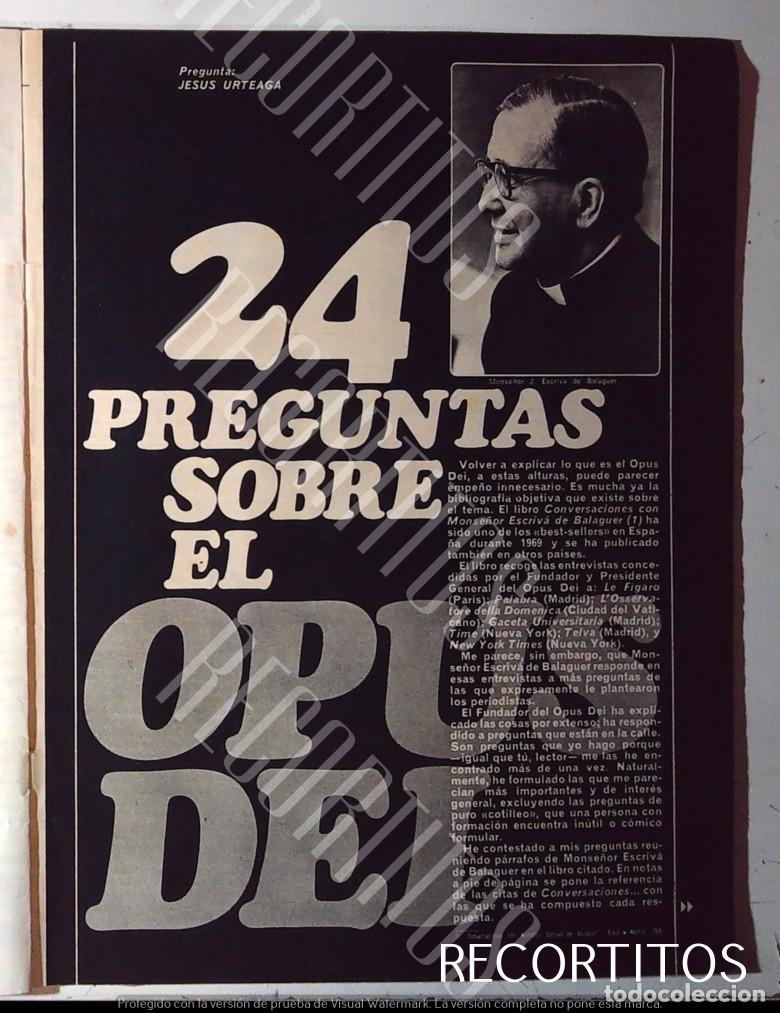 Pregunta:
JESUS URTEAGA
Monseñor J. Escriva de Balaguer
24
PREGUNTAS
SOBRE
EL
OPUS
DEI
Volver a explicar lo que es el Opus
Dei, a estas alturas, puede parecer
empeño innecesario. Es mucha ya la
bibliografía objetiva que existe sobre
el tema. El libro Conversaciones con
Monseñor Escrivá de Balaguer (1) ha
sido uno de los «best-sellers» en Espa-
ña durante 1969 y se ha publicado
también en otros países.
El libro recoge las entrevistas conce-
didas por el Fundador y Presidente
General del Opus Dei a: Le Figaro
(París); Palabra (Madrid); L'Osserva-
tore della Domenica (Ciudad del Vati-
cano); Gaceta Universitaria (Madrid);
Time (Nueva York); Telva (Madrid), y
New York Times (Nueva York).
Me parece, sin embargo, que Mon-
señor Escrivá de Balaguer responde en
esas entrevistas a más preguntas de
las que expresamente le plantearon
los periodistas.
El Fundador del Opus Dei ha expli-
cado las cosas por extenso; ha respon-
dido a preguntas que están en la calle.
Son preguntas que yo hago porque
—igual que tú, lector— me las he en-
contrado más de una vez. Natural-
mente, he formulado las que me pare-
cían más importantes y de interés
general, excluyendo las preguntas de
puro «cotilleo», que una persona con
formación encuentra inútil o cómico
formular.
He contestado a mis preguntas reu-
niendo párrafos de Monseñor Escrivá
de Balaguer en el libro citado. En notas
a pie de página se pone la referencia
de las citas de Conversaciones... con
las que se ha compuesto cada res-
puesta.
RECORTITOS
RECORTITOS
RECORTITOS
RECORTITOS
RECORTITOS
todocoleccion
Protegido con la versión de prueba de Visual Watermark. La versión completa no pone esta marca.